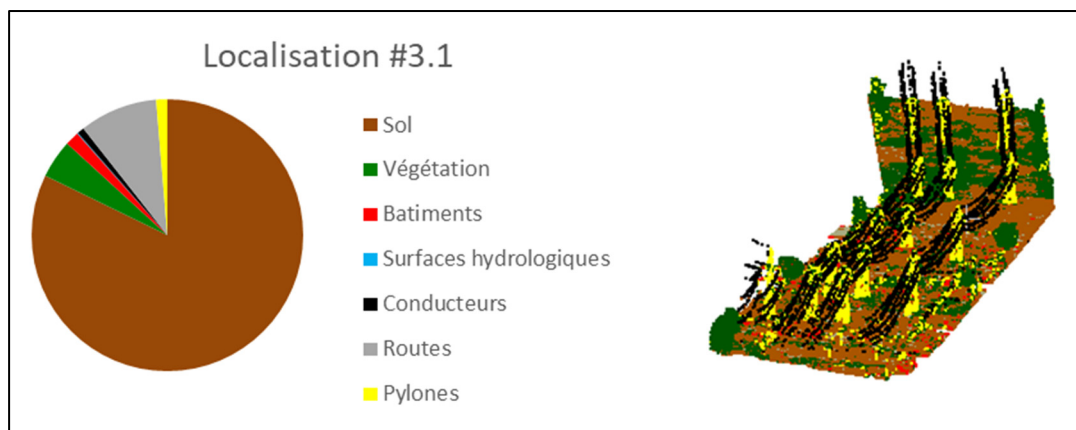 Localisation #3.1
Sol
Végétation
Batiments
Surfaces hydrologiques
Conducteurs
Routes
Pylones